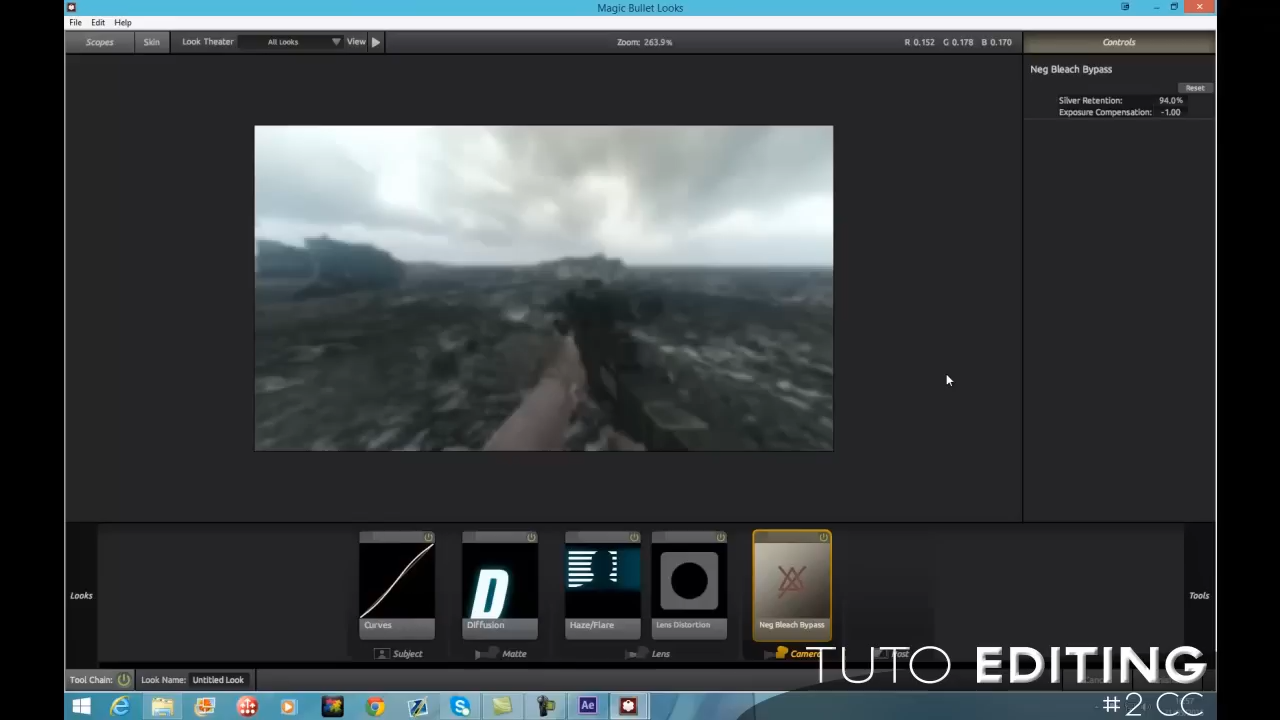 Magic Bullet Looks
File Edit Help
Scopes Skin Look Theater All Looks View Zoom: 263.9% R 0.152 G 0.178 B 0.170 Controls
Neg Bleach Bypass
Reset
Silver Retention: 94.0%
Exposure Compensation: -1.00
D
Curves Diffusion Haze/Flare Lens Distortion Neg Bleach Bypass
Looks Tools
Subject Matte Lens Camera Post
TUTO EDITING
Tool Chain: Look Name: Untitled Look
Ae
#2 CC